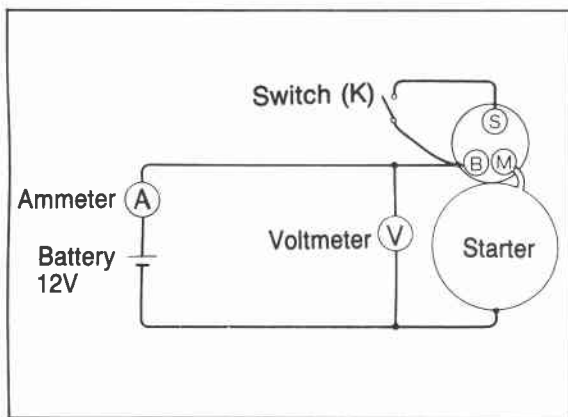 Switch (K)
S
B
M
Ammeter
A
Battery
12V
Voltmeter
V
Starter